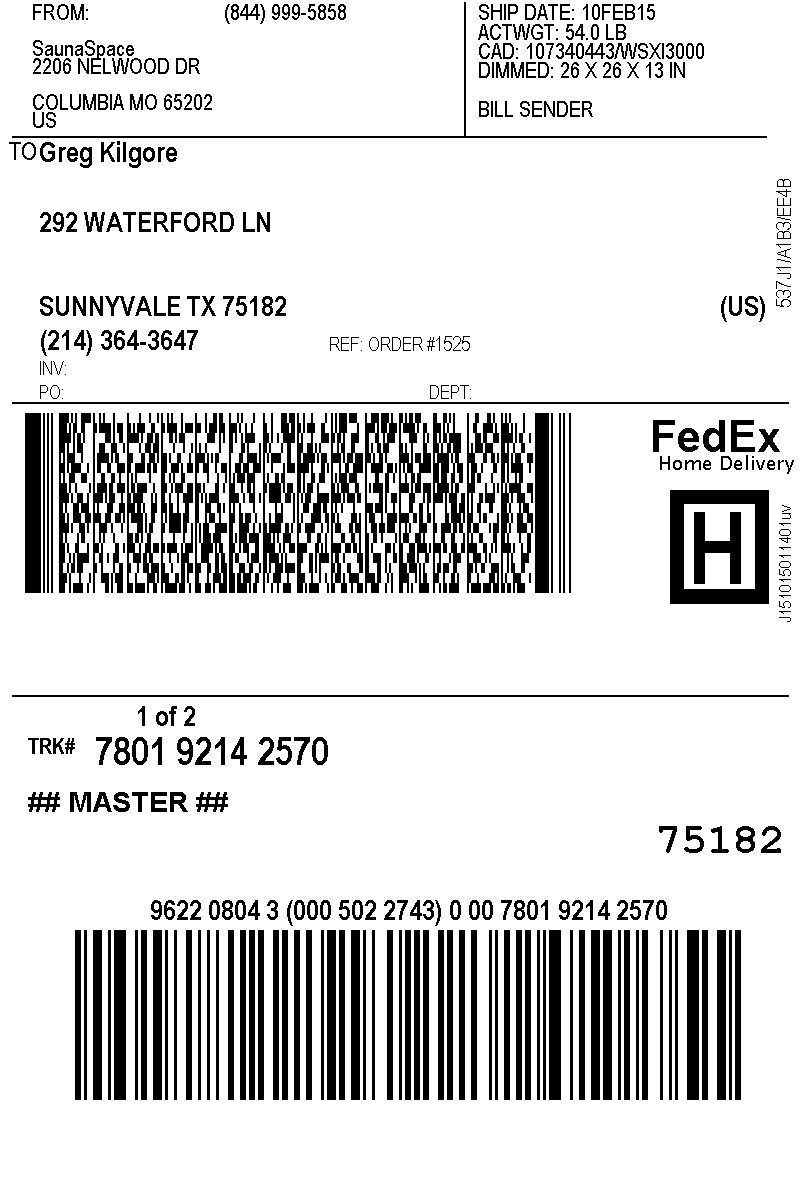 FROM: (844) 999-5858
SaunaSpace
2206 NELWOOD DR
COLUMBIA MO 65202
US
SHIP DATE: 10FEB15
ACTWGT: 54.0 LB
CAD: 107340443/WSXI3000
DIMMED: 26 X 26 X 13 IN
BILL SENDER
TO Greg Kilgore
292 WATERFORD LN
SUNNYVALE TX 75182 (US)
(214) 364-3647 REF: ORDER #1525
INV:
PO: DEPT:
537J1/A1B3/EE4B
FedEx
Home Delivery
H
J151015011401uv
1 of 2
TRK# 7801 9214 2570
## MASTER ##
75182
9622 0804 3 (000 502 2743) 0 00 7801 9214 2570